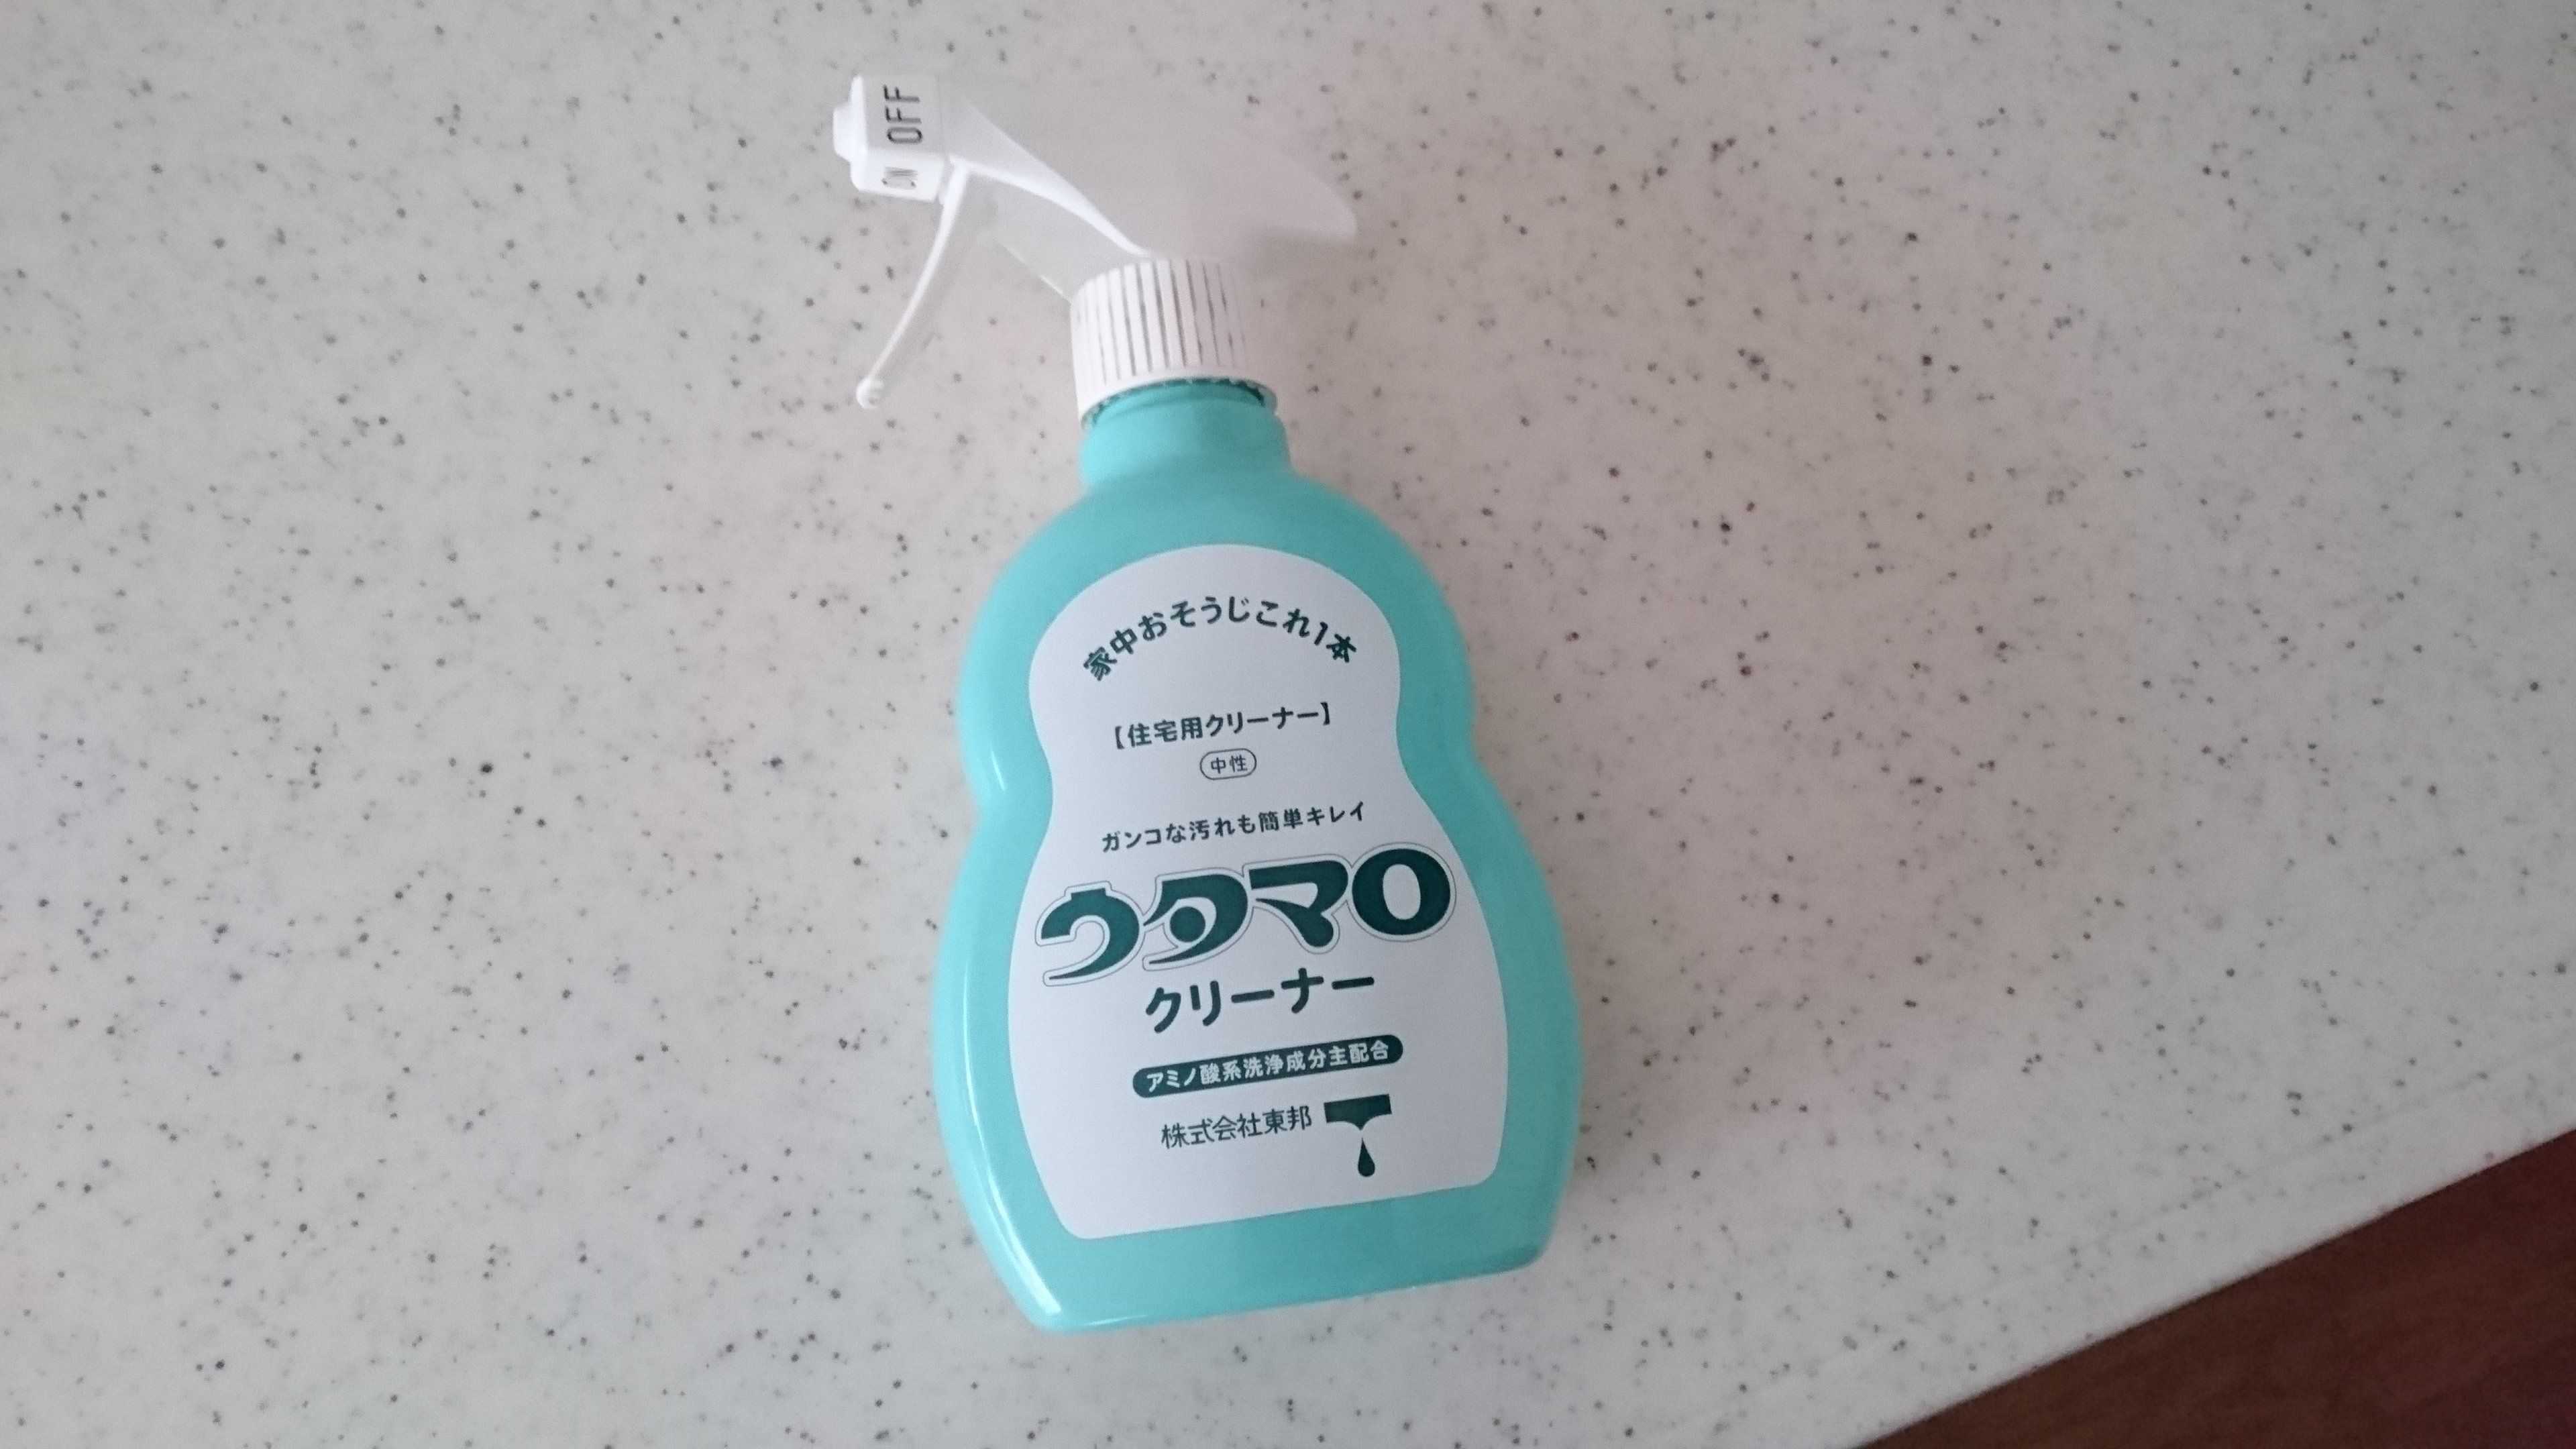 OFF
ON
家中おそうじこれ1本
【住宅用クリーナー】
中性
ガンコな汚れも簡単キレイ
ウタマロ
クリーナー
アミノ酸系洗浄成分主配合
株式会社東邦